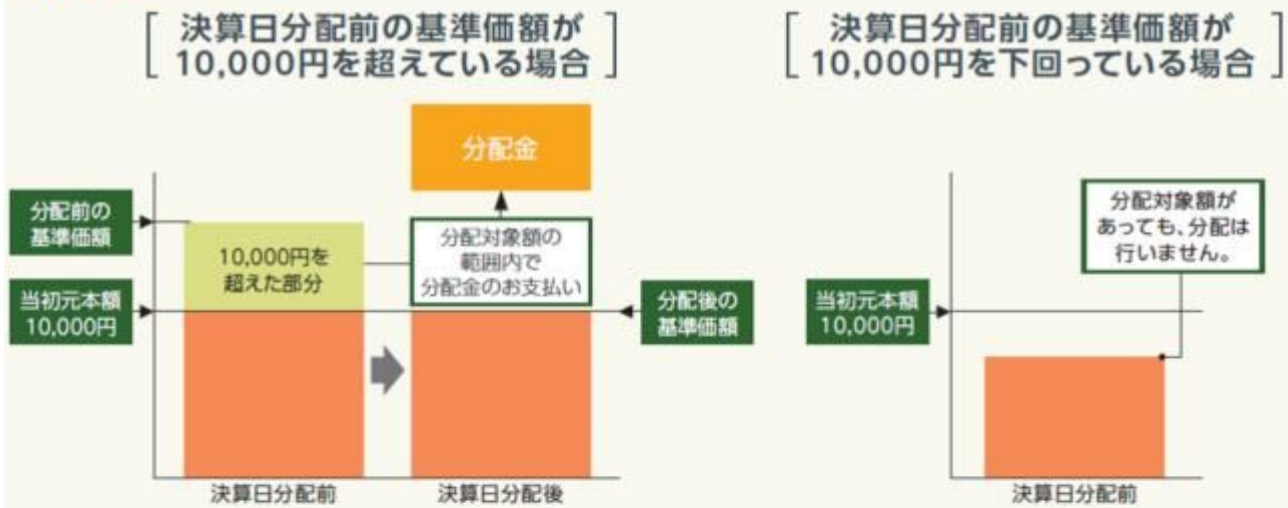 決算日分配前の基準価額が
10,000円を超えている場合
分配金
分配前の
基準価額
10,000円を
超えた部分
分配対象額の
範囲内で
分配金のお支払い
当初元本額
10,000円
分配後の
基準価額
決算日分配前
決算日分配後
決算日分配前の基準価額が
10,000円を下回っている場合
分配対象額が
あっても、分配は
行いません。
当初元本額
10,000円
決算日分配前